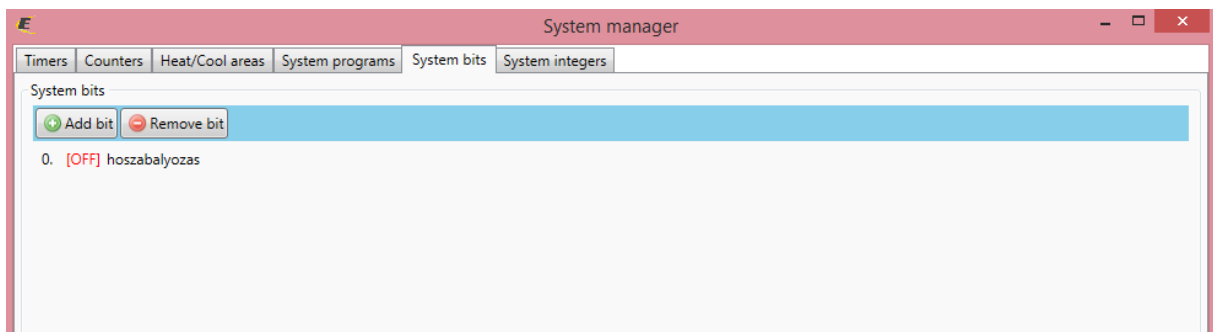 System manager
Timers Counters Heat/Cool areas System programs System bits System integers
System bits
Add bit Remove bit
0. [OFF] hoszabalyozas